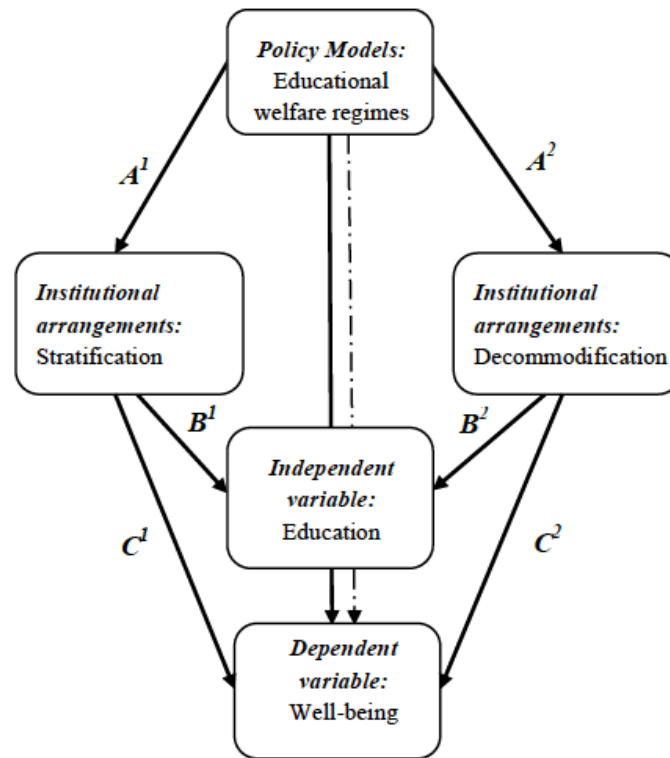 Policy Models:
Educational
welfare regimes
A¹
A²
Institutional
arrangements:
Stratification
Institutional
arrangements:
Decommodification
B¹
B²
Independent
variable:
Education
C¹
C²
Dependent
variable:
Well-being